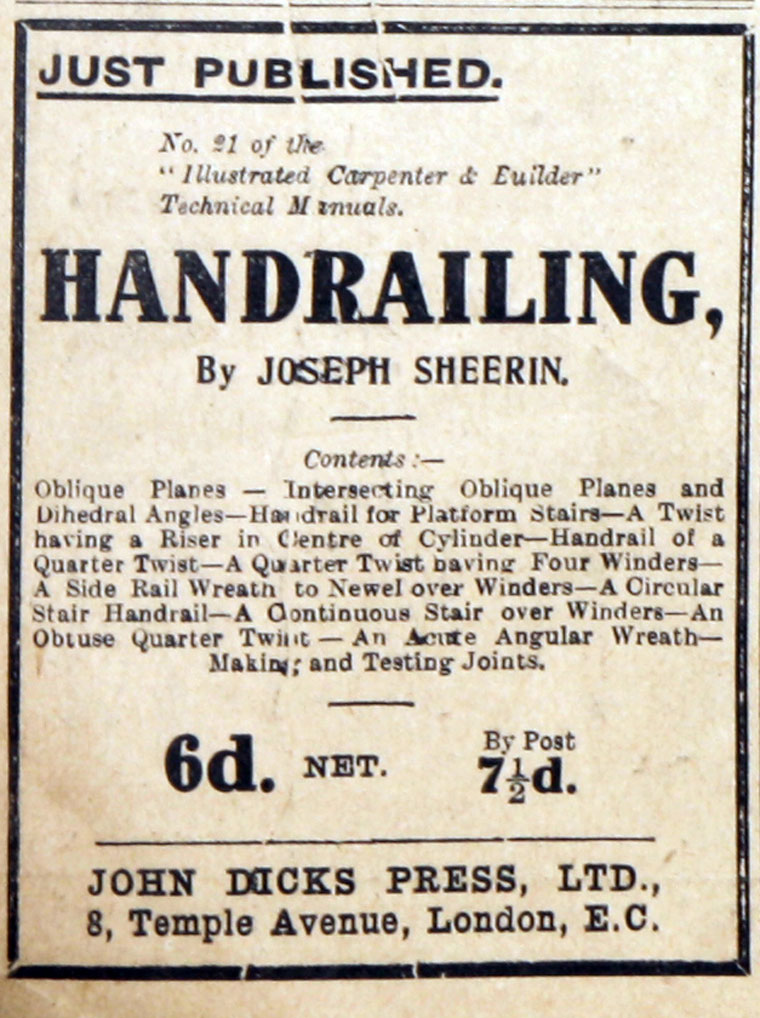 JUST PUBLISHED.
No. 21 of the
"Illustrated Carpenter & Builder"
Technical Manuals.
HANDRAILING,
By JOSEPH SHEERIN.
Contents:—
Oblique Planes — Intersecting Oblique Planes and
Dihedral Angles—Handrail for Platform Stairs—A Twist
having a Riser in Centre of Cylinder—Handrail of a
Quarter Twist—A Quarter Twist having Four Winders—
A Side Rail Wreath to Newel over Winders—A Circular
Stair Handrail—A Continuous Stair over Winders—An
Obtuse Quarter Twist — An Acute Angular Wreath—
Making and Testing Joints.
6d. NET. By Post 7½d.
JOHN DICKS PRESS, LTD.,
8, Temple Avenue, London, E.C.